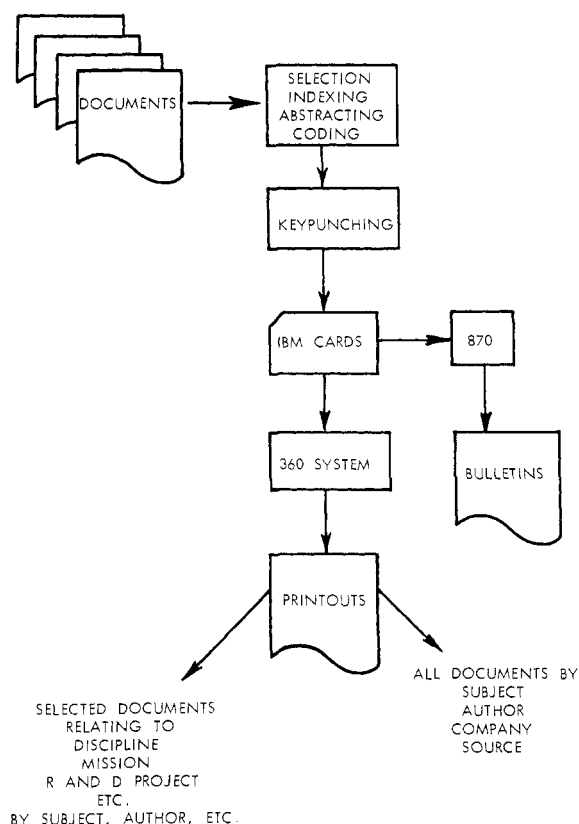 DOCUMENTS
SELECTION
INDEXING
ABSTRACTING
CODING
KEYPUNCHING
IBM CARDS
870
360 SYSTEM
BULLETINS
PRINTOUTS
SELECTED DOCUMENTS
RELATING TO
DISCIPLINE
MISSION
R AND D PROJECT
ETC.
BY SUBJECT, AUTHOR, ETC.
ALL DOCUMENTS BY
SUBJECT
AUTHOR
COMPANY
SOURCE